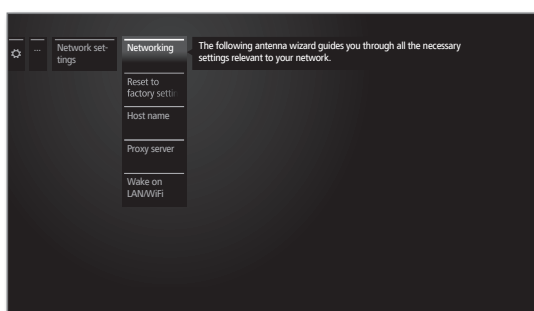 ...
Network set-
tings
Networking
The following antenna wizard guides you through all the necessary
settings relevant to your network.
Reset to
factory settin
Host name
Proxy server
Wake on
LAN/WiFi